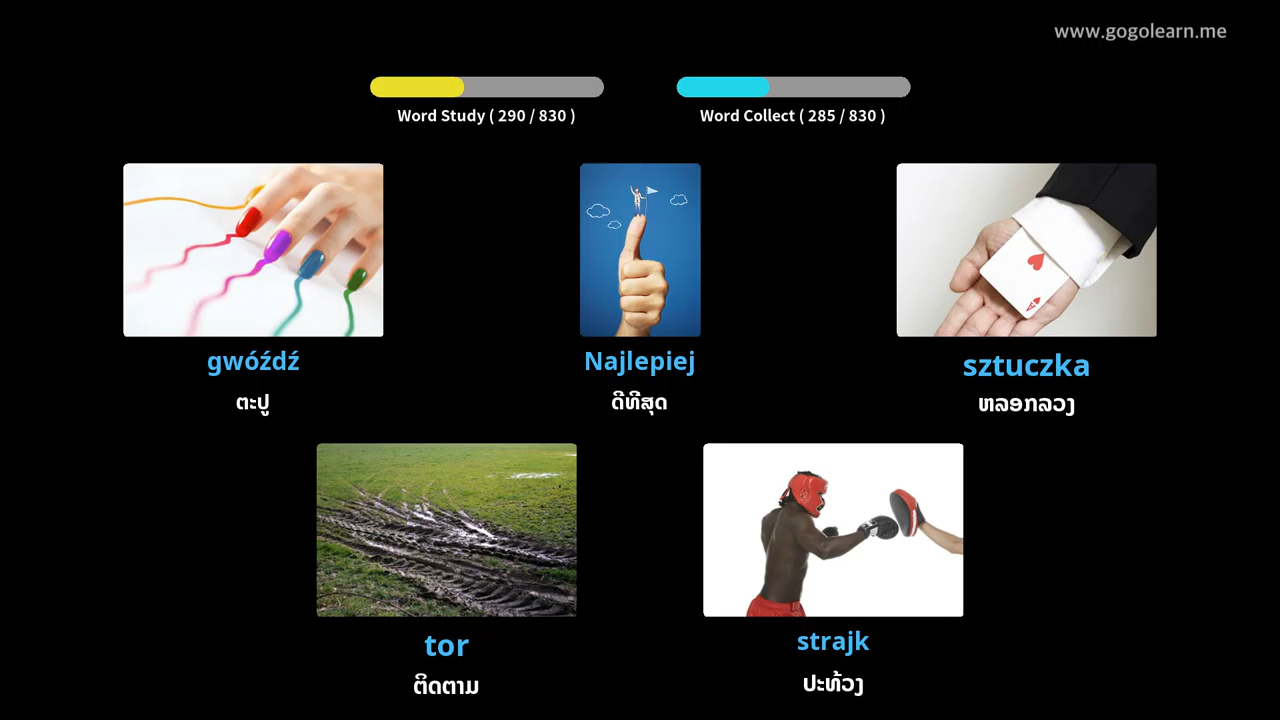 www.gogolearn.me
Word Study ( 290 / 830 )
Word Collect ( 285 / 830 )
gwóźdź
Najlepiej
sztuczka
ຕະປູ
ດີທີສຸດ
ຫລອກລວງ
tor
strajk
ຕິດຕາມ
ປະທ້ວງ